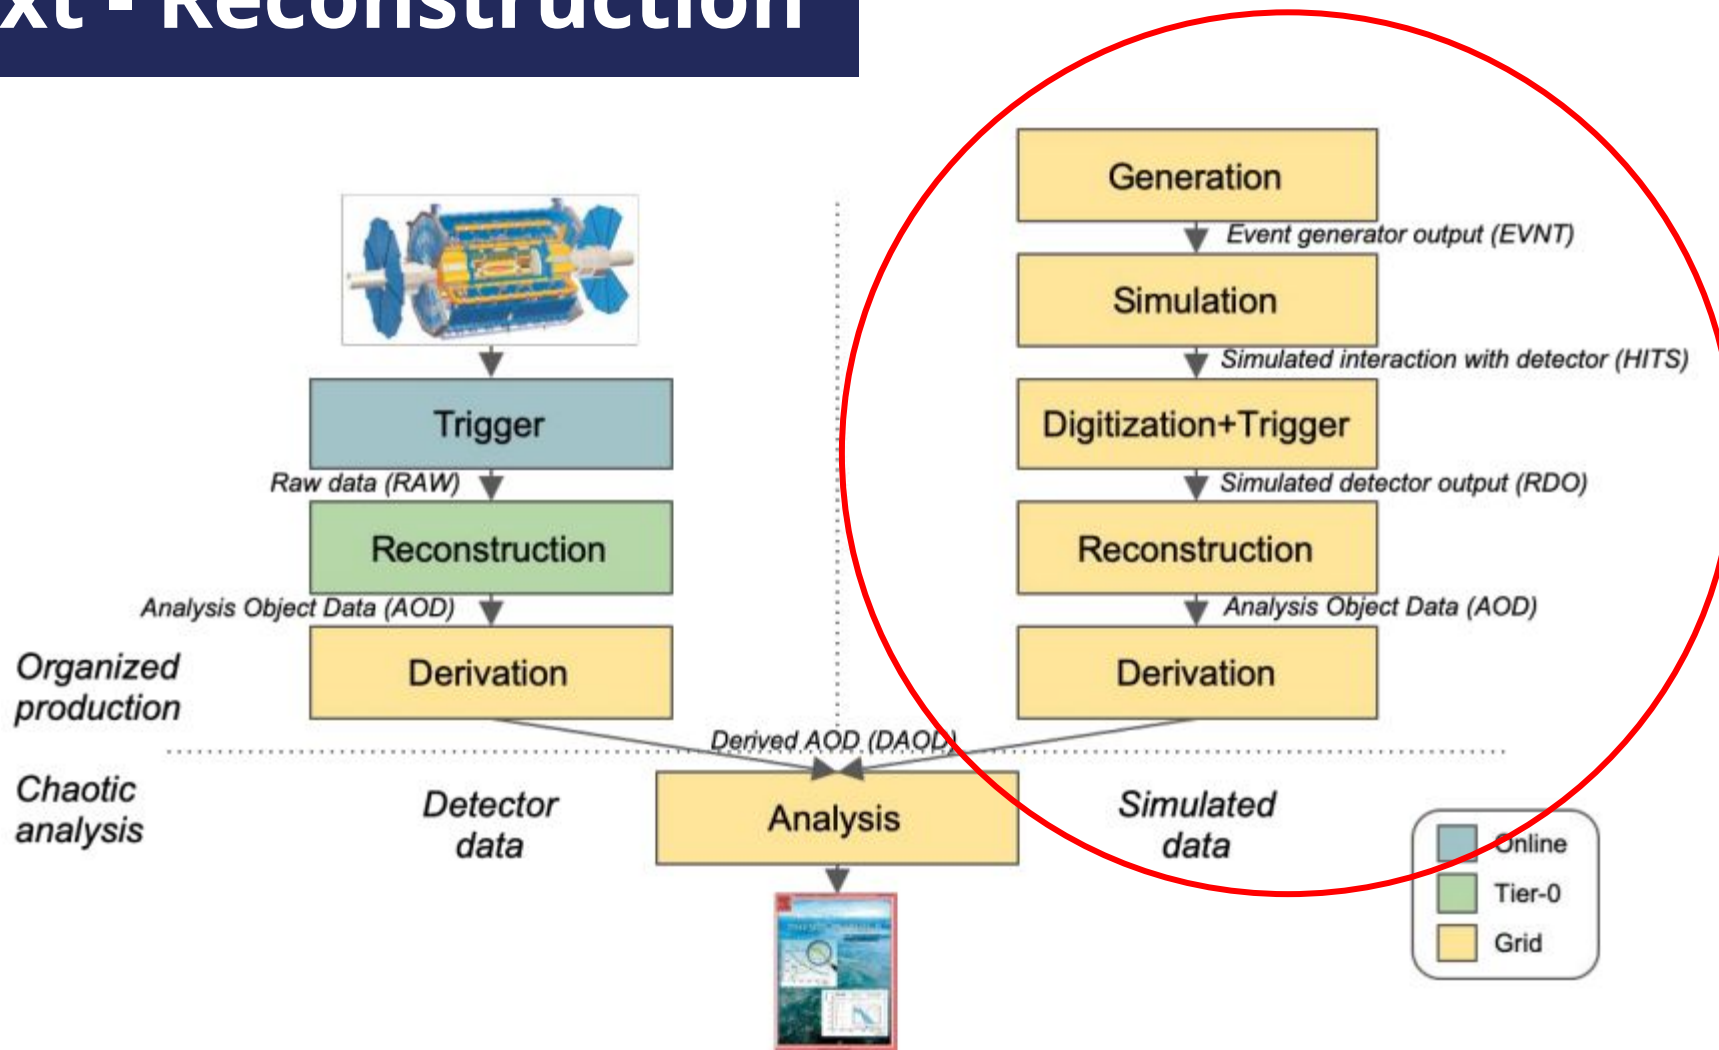 xt - Reconstruction
Generation
Event generator output (EVNT)
Simulation
Simulated interaction with detector (HITS)
Trigger
Digitization+Trigger
Raw data (RAW)
Simulated detector output (RDO)
Reconstruction
Reconstruction
Analysis Object Data (AOD)
Analysis Object Data (AOD)
Organized
production
Derivation
Derivation
Derived AOD (DAOD)
Chaotic
analysis
Detector
data
Analysis
Simulated
data
Online
Tier-0
Grid